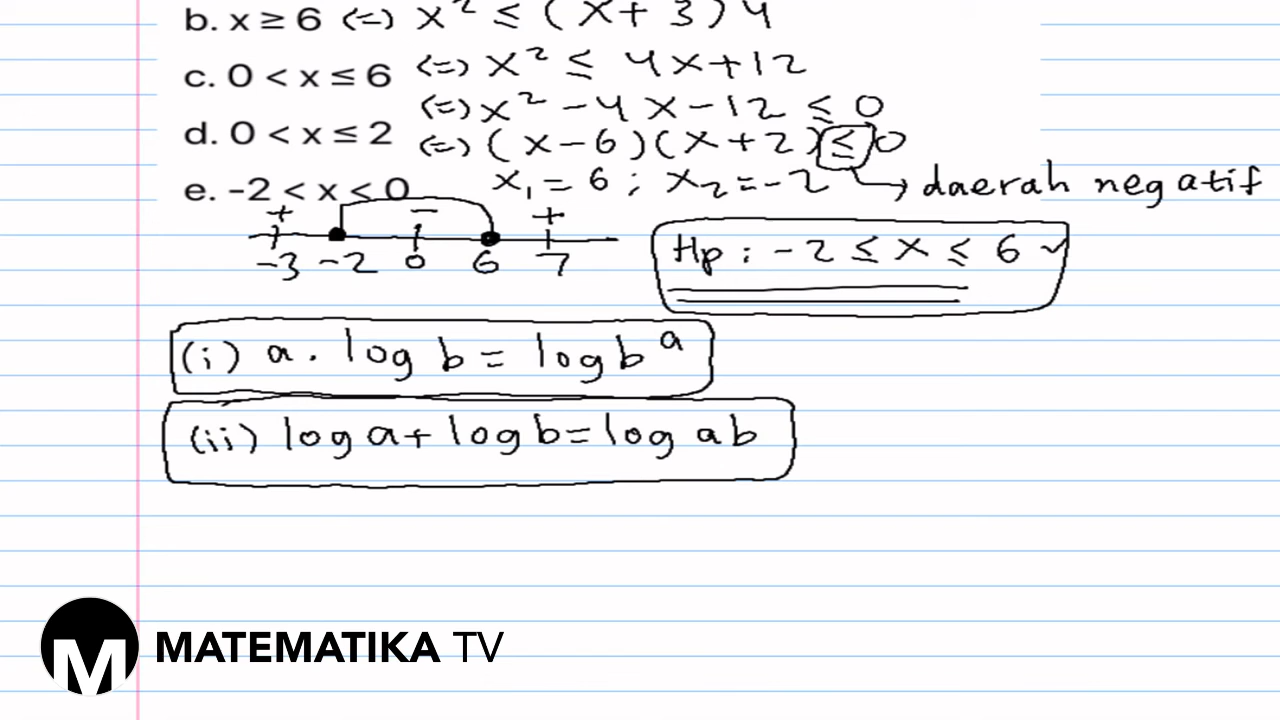 b. x ≥ 6 (=) x² ≤ (x+3)4
c. 0 < x ≤ 6 (=) x² ≤ 4x+12
(=) x² -4x-12 ≤ 0
d. 0 < x ≤ 2 (=) (x-6)(x+2) ≤ 0
e. -2 < x < 0 x₁ = 6 ; x₂ = -2 → daerah negatif
+ - +
-3 -2 0 6 7
Hp : -2 ≤ x ≤ 6
(i) a . log b = log b^a
(ii) log a + log b = log ab
M MATEMATIKA TV